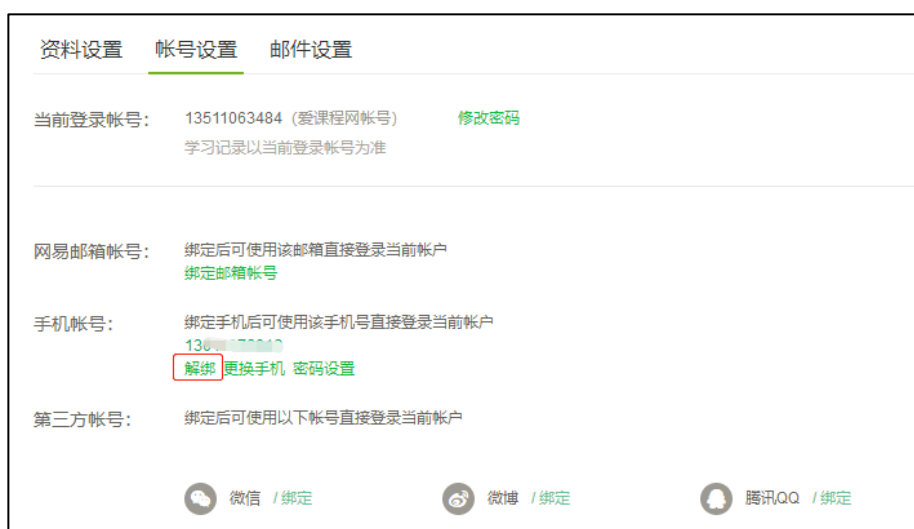 资料设置 帐号设置 邮件设置
当前登录帐号： 13511063484（爱课程网帐号） 修改密码
学习记录以当前登录帐号为准
网易邮箱帐号： 绑定后可使用该邮箱直接登录当前帐户
绑定邮箱帐号
手机帐号： 绑定手机后可使用该手机号直接登录当前帐户
解绑 更换手机 密码设置
第三方帐号： 绑定后可使用以下帐号直接登录当前帐户
微信 /绑定 微博 /绑定 腾讯QQ /绑定